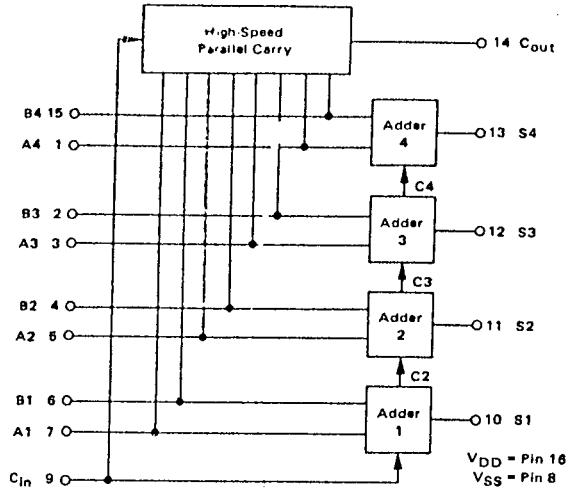 High-Speed
Parallel Carry
14 Cout
B4 15
A4 1
Adder
4
13 S4
C4
B3 2
A3 3
Adder
3
12 S3
C3
B2 4
A2 5
Adder
2
11 S2
C2
B1 6
A1 7
Adder
1
10 S1
Cin 9
VDD = Pin 16
VSS = Pin 8